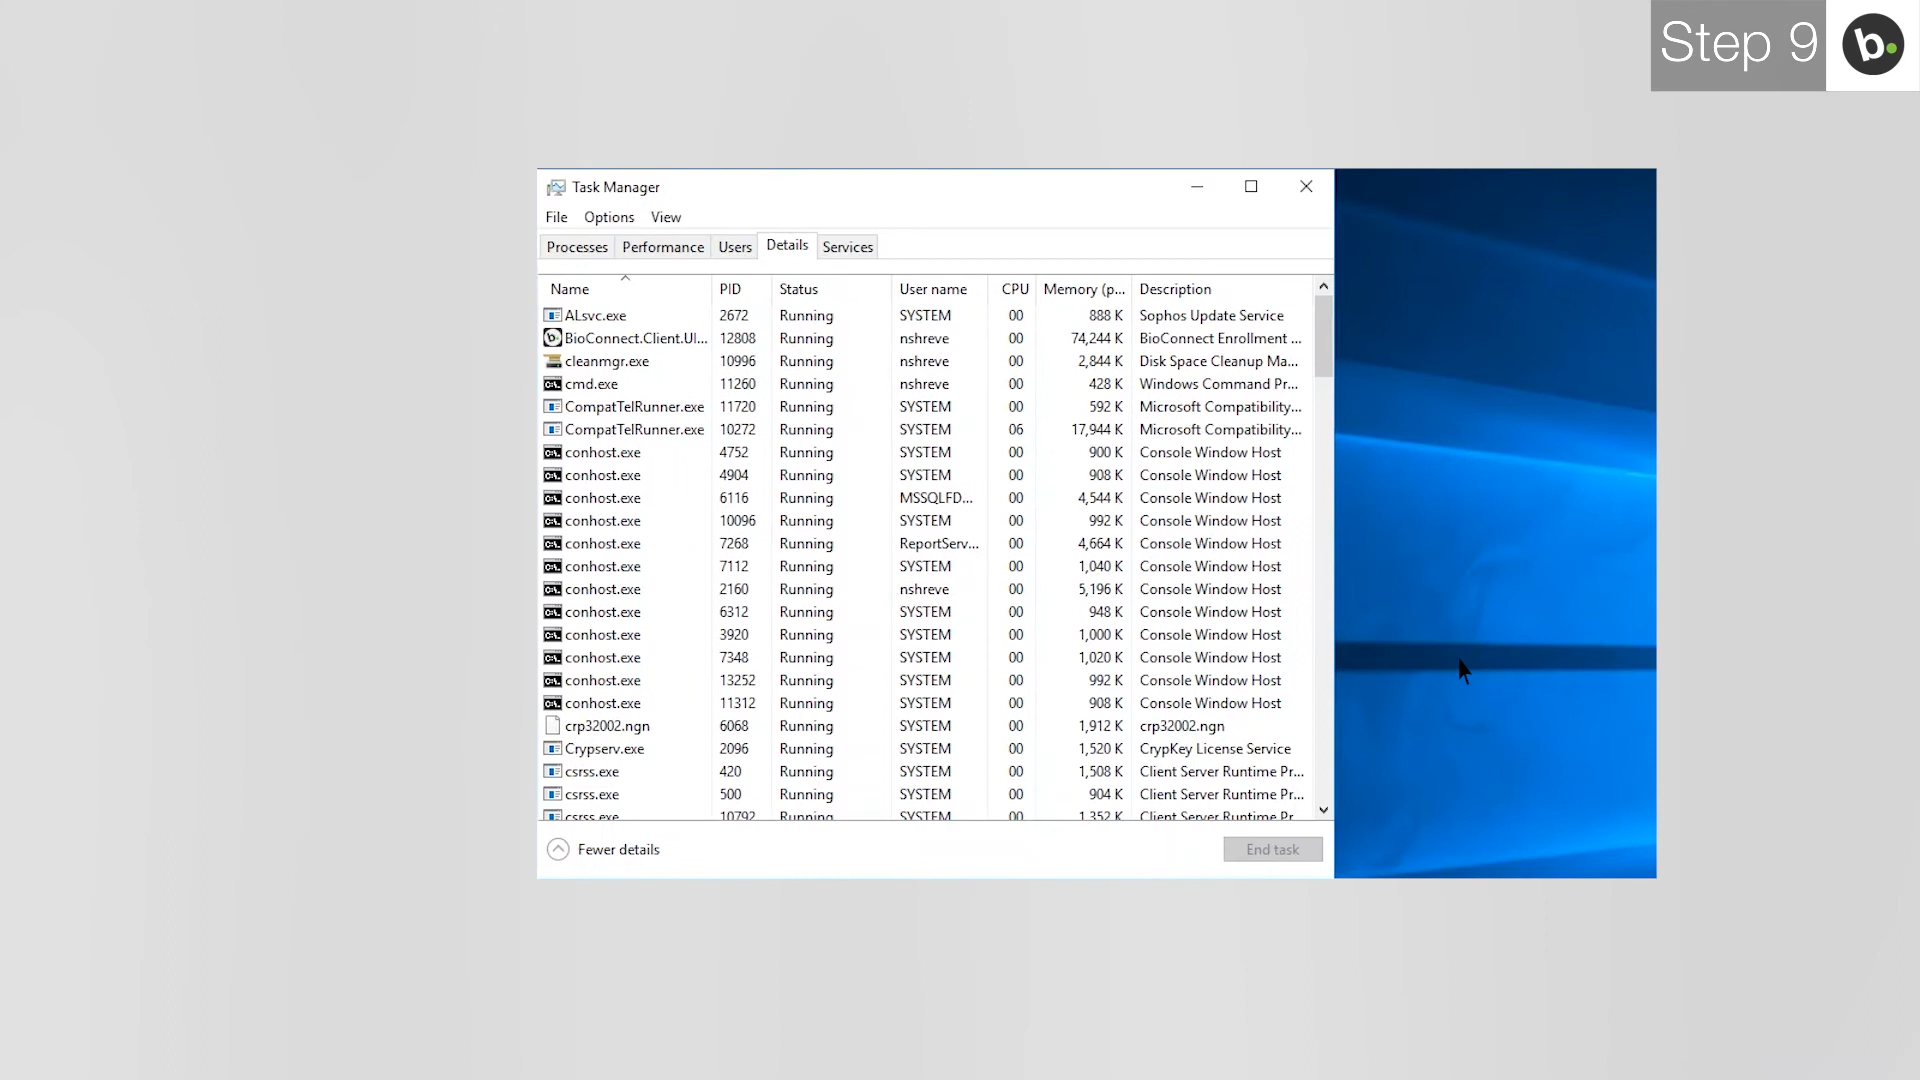 Step 9
b.
Task Manager
File Options View
Processes Performance Users Details Services
Name PID Status User name CPU Memory (p... Description
ALsvc.exe 2672 Running SYSTEM 00 888 K Sophos Update Service
BioConnect.Client.UI... 12808 Running nshreve 00 74,244 K BioConnect Enrollment ...
cleanmgr.exe 10996 Running nshreve 00 2,844 K Disk Space Cleanup Ma...
cmd.exe 11260 Running nshreve 00 428 K Windows Command Pr...
CompatTelRunner.exe 11720 Running SYSTEM 00 592 K Microsoft Compatibility...
CompatTelRunner.exe 10272 Running SYSTEM 06 17,944 K Microsoft Compatibility...
conhost.exe 4752 Running SYSTEM 00 900 K Console Window Host
conhost.exe 4904 Running SYSTEM 00 908 K Console Window Host
conhost.exe 6116 Running MSSQLFD... 00 4,544 K Console Window Host
conhost.exe 10096 Running SYSTEM 00 992 K Console Window Host
conhost.exe 7268 Running ReportServ... 00 4,664 K Console Window Host
conhost.exe 7112 Running SYSTEM 00 1,040 K Console Window Host
conhost.exe 2160 Running nshreve 00 5,196 K Console Window Host
conhost.exe 6312 Running SYSTEM 00 948 K Console Window Host
conhost.exe 3920 Running SYSTEM 00 1,000 K Console Window Host
conhost.exe 7348 Running SYSTEM 00 1,020 K Console Window Host
conhost.exe 13252 Running SYSTEM 00 992 K Console Window Host
conhost.exe 11312 Running SYSTEM 00 908 K Console Window Host
crp32002.ngn 6068 Running SYSTEM 00 1,912 K crp32002.ngn
Crypserv.exe 2096 Running SYSTEM 00 1,520 K CrypKey License Service
csrss.exe 420 Running SYSTEM 00 1,508 K Client Server Runtime Pr...
csrss.exe 500 Running SYSTEM 00 904 K Client Server Runtime Pr...
csrss.exe 10792 Running SYSTEM 00 1,352 K Client Server Runtime Pr...
Fewer details End task